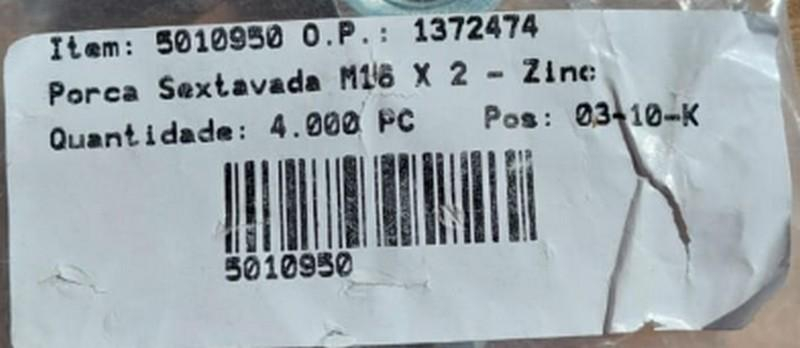 Item: 5010950 O.P.: 1372474
Porca Sextavada M16 X 2 - Zinc
Quantidade: 4.000 PC Pos: 03-10-K
5010950